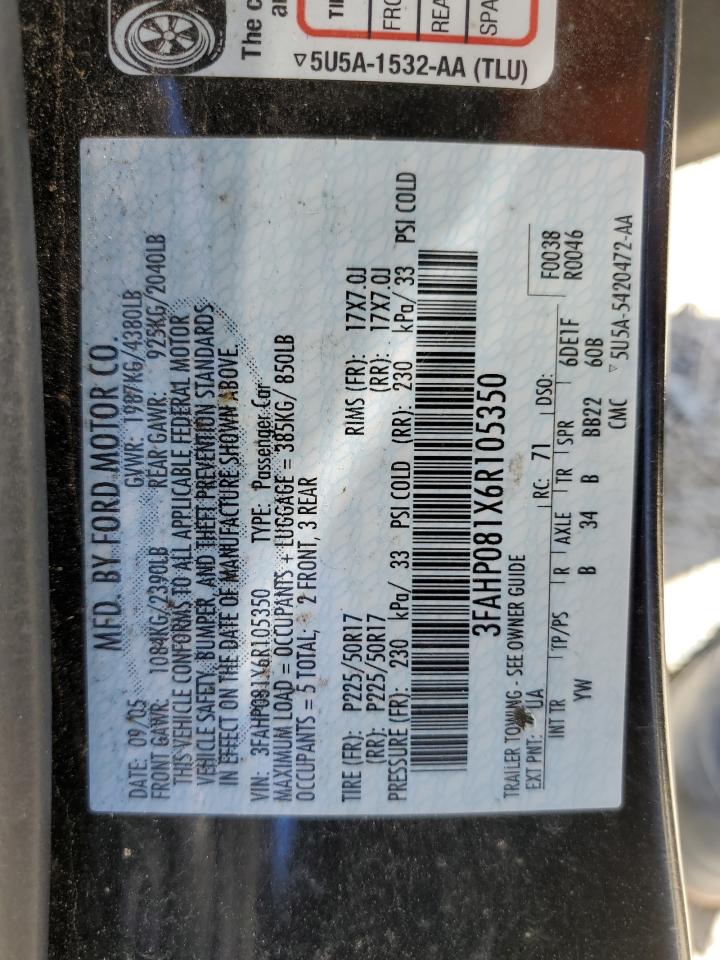 The c
an
TI
FRO
REA
SPA
▽5U5A-1532-AA (TLU)
MFD. BY FORD MOTOR CO.
DATE: 09/05 GVWR: 1987KG/4380LB
FRONT GAWR: 1084KG/2390LB REAR GAWR: 923KG/2040LB
THIS VEHICLE CONFORMS TO ALL APPLICABLE FEDERAL MOTOR
VEHICLE SAFETY, BUMPER, AND THEFT PREVENTION STANDARDS
IN EFFECT ON THE DATE OF MANUFACTURE SHOWN ABOVE
VIN: 3FAHP081X6R105350 TYPE: Passenger Car
MAXIMUM LOAD = OCCUPANTS + LUGGAGE = 385KG/ 850LB
OCCUPANTS = 5 TOTAL; 2 FRONT, 3 REAR
TIRE (FR): P225/50R17 RIMS (FR): 17X7.0J
(RR): P225/50R17 (RR): 17X7.0J
PRESSURE (FR): 230 kPa/ 33 PSI COLD (RR): 230 kPa/ 33 PSI COLD
3FAHP081X6R105350
TRAILER TOWING - SEE OWNER GUIDE
EXT PNT: UA RC: 71 DSO: F0038
INT TR TP/PS R AXLE TR SPR 6DE1F R0046
YW B 34 B BB22 60B
CMC ▽5U5A-5420472-AA